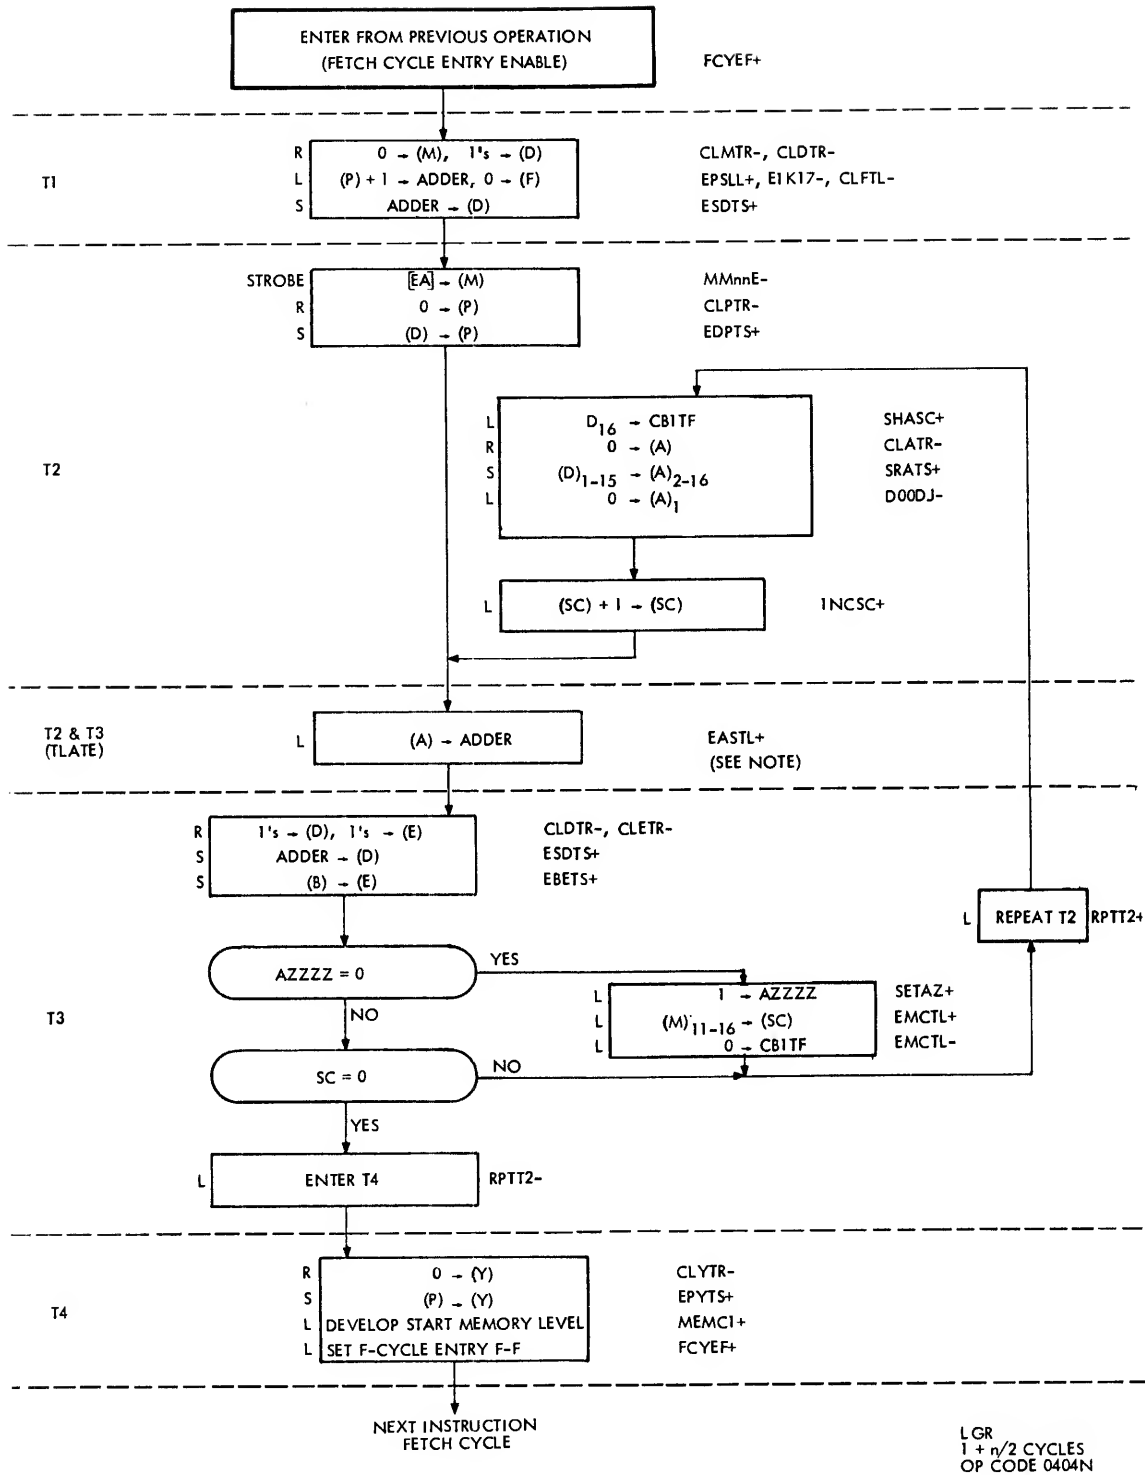 ENTER FROM PREVIOUS OPERATION
(FETCH CYCLE ENTRY ENABLE)
FCYEF+
T1
R 0 → (M), 1's → (D) CLMTR-, CLDTR-
L (P) + 1 → ADDER, 0 → (F) EPSLL+, E1K17-, CLFTL-
S ADDER → (D) ESDTS+
STROBE [EA] → (M) MMnnE-
R 0 → (P) CLPTR-
S (D) → (P) EDPTS+
T2
L D16 → CB1TF SHASC+
R 0 → (A) CLATR-
S (D)1-15 → (A)2-16 SRATS+
L 0 → (A)1 D00DJ-
L (SC) + 1 → (SC) 1NCSC+
T2 & T3
(TLATE)
L (A) → ADDER EASTL+
(SEE NOTE)
R 1's → (D), 1's → (E) CLDTR-, CLETR-
S ADDER → (D) ESDTS+
S (B) → (E) EBETS+
L REPEAT T2 RPTT2+
AZZZZ = 0
YES
NO
L 1 → AZZZZ SETAZ+
L (M)11-16 → (SC) EMCTL+
L 0 → CB1TF EMCTL-
T3
SC = 0
NO
YES
L ENTER T4 RPTT2-
T4
R 0 → (Y) CLYTR-
S (P) → (Y) EPYTS+
L DEVELOP START MEMORY LEVEL MEMC1+
L SET F-CYCLE ENTRY F-F FCYEF+
NEXT INSTRUCTION
FETCH CYCLE
LGR
1 + n/2 CYCLES
OP CODE 0404N